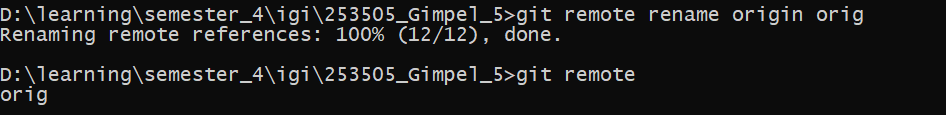 D:\learning\semester_4\igi\253505_Gimpel_5>git remote rename origin orig
Renaming remote references: 100% (12/12), done.
D:\learning\semester_4\igi\253505_Gimpel_5>git remote
orig